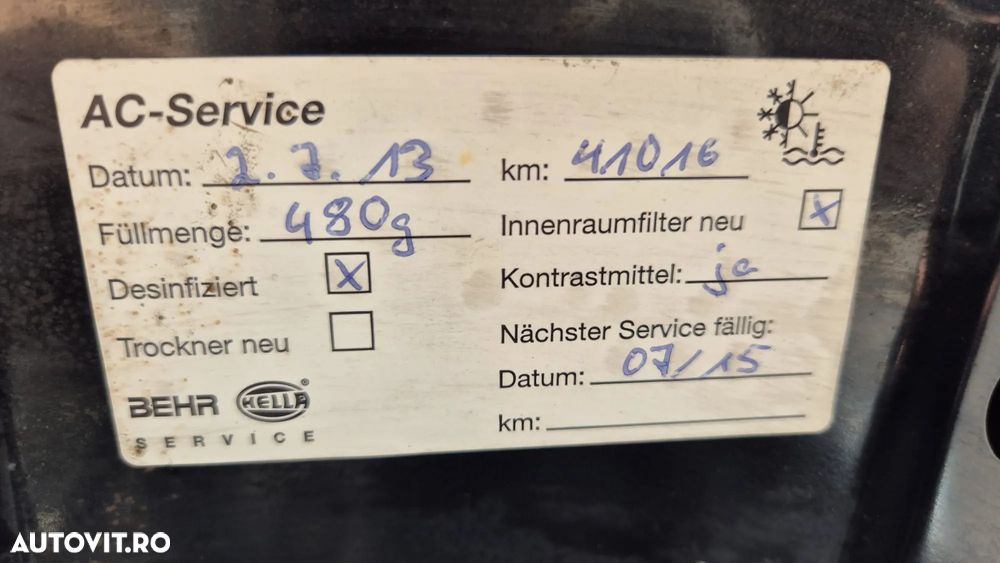 AC-Service
Datum: 2.7.13
km: 41016
Füllmenge: 480g
Innenraumfilter neu X
Desinfiziert X
Kontrastmittel: ja
Trockner neu
Nächster Service fällig:
Datum: 07/15
km:
BEHR HELLA®
SERVICE
AUTOVIT.RO